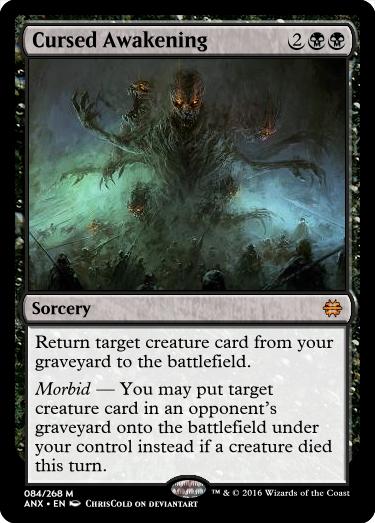 Cursed Awakening 2
Sorcery
Return target creature card from your
graveyard to the battlefield.
Morbid — You may put target
creature card in an opponent's
graveyard onto the battlefield under
your control instead if a creature died
this turn.
084/268 M
ANX • EN CHRISCOLD ON DEVIANTART
™ & © 2016 Wizards of the Coast